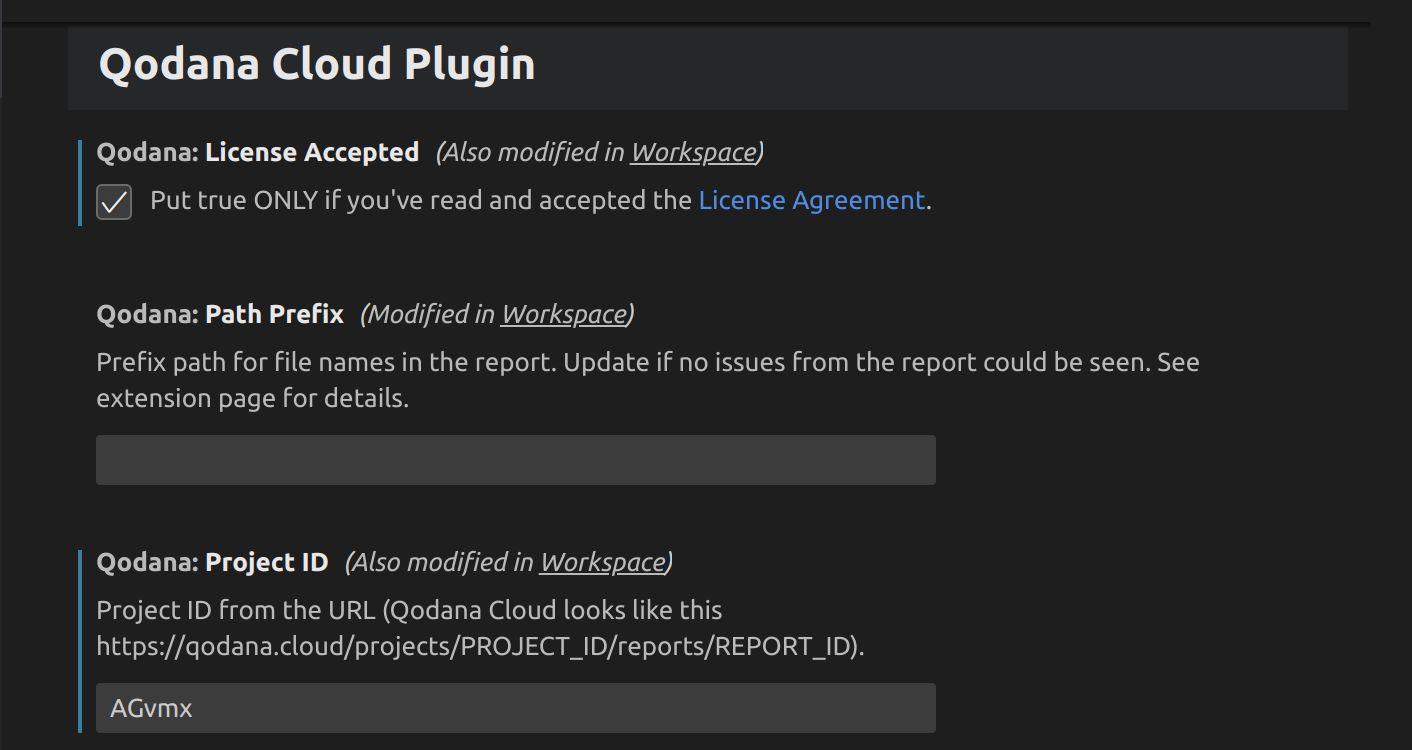 Qodana Cloud Plugin
Qodana: License Accepted (Also modified in Workspace)
Put true ONLY if you've read and accepted the License Agreement.
Qodana: Path Prefix (Modified in Workspace)
Prefix path for file names in the report. Update if no issues from the report could be seen. See
extension page for details.
Qodana: Project ID (Also modified in Workspace)
Project ID from the URL (Qodana Cloud looks like this
https://qodana.cloud/projects/PROJECT_ID/reports/REPORT_ID).
AGvmx